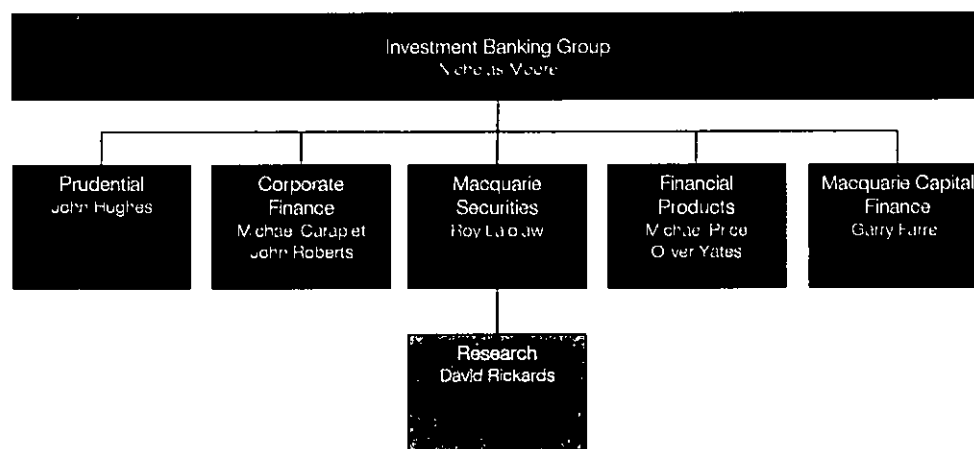 Investment Banking Group
Nicholas Moore
Prudential
John Hughes
Corporate
Finance
Michael Carapiet
John Roberts
Macquarie
Securities
Roy Laidlaw
Financial
Products
Michael Price
Oliver Yates
Macquarie Capital
Finance
Garry Farre
Research
David Rickards